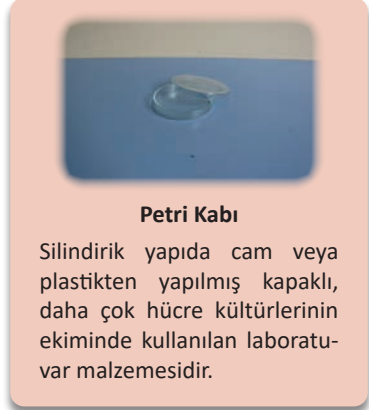 Petri Kabı
Silindirik yapıda cam veya
plastikten yapılmış kapaklı,
daha çok hücre kültürlerinin
ekiminde kullanılan laboratu-
var malzemesidir.